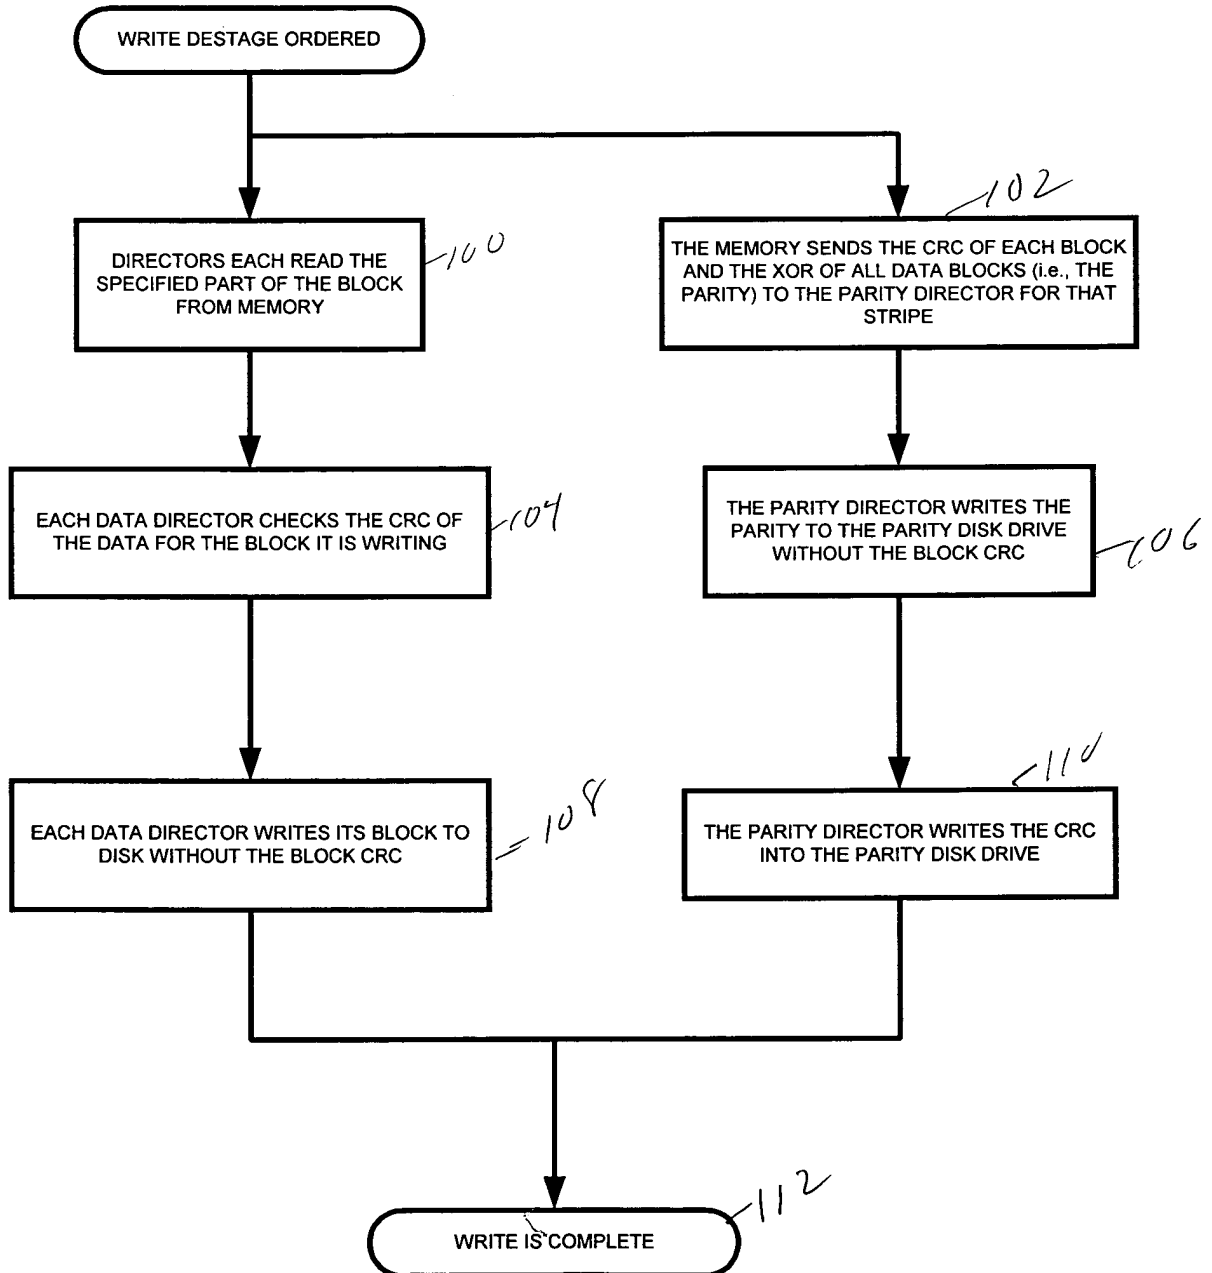 WRITE DESTAGE ORDERED
102
THE MEMORY SENDS THE CRC OF EACH BLOCK
AND THE XOR OF ALL DATA BLOCKS (i.e., THE
PARITY) TO THE PARITY DIRECTOR FOR THAT
STRIPE
100
DIRECTORS EACH READ THE
SPECIFIED PART OF THE BLOCK
FROM MEMORY
104
EACH DATA DIRECTOR CHECKS THE CRC OF
THE DATA FOR THE BLOCK IT IS WRITING
THE PARITY DIRECTOR WRITES THE
PARITY TO THE PARITY DISK DRIVE
WITHOUT THE BLOCK CRC
106
108
EACH DATA DIRECTOR WRITES ITS BLOCK TO
DISK WITHOUT THE BLOCK CRC
110
THE PARITY DIRECTOR WRITES THE CRC
INTO THE PARITY DISK DRIVE
112
WRITE IS COMPLETE